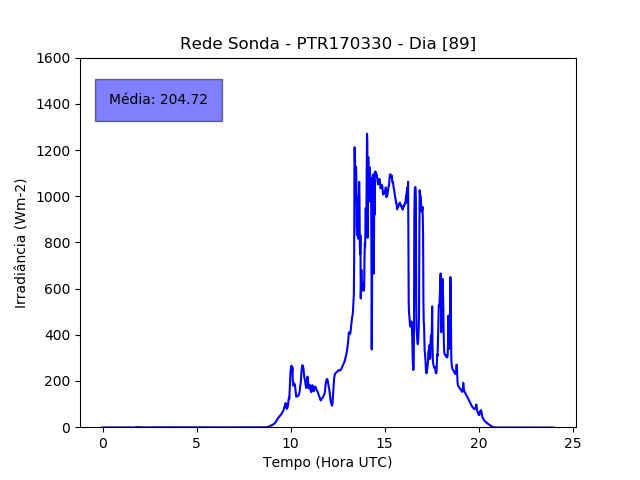 Rede Sonda - PTR170330 - Dia [89]
Média: 204.72
Irradiância (Wm-2)
1600
1400
1200
1000
800
600
400
200
0
0 5 10 15 20 25
Tempo (Hora UTC)